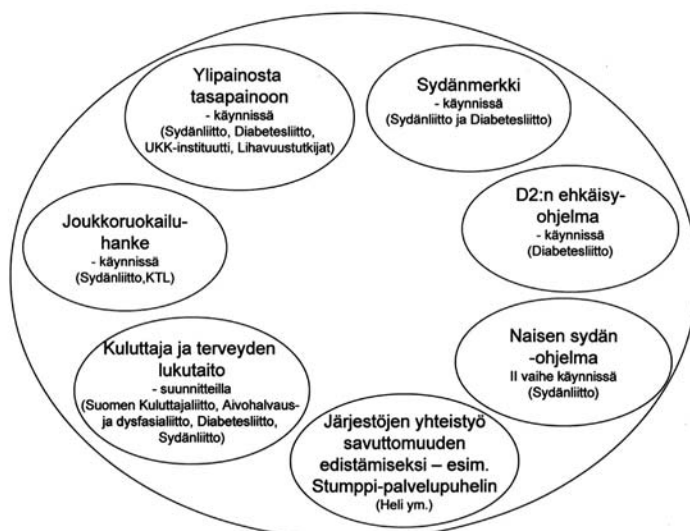 Ylipainosta
tasapainoon
- käynnissä
(Sydänliitto, Diabetesliitto,
UKK-instituutti, Lihavuustutkijat)
Sydänmerkki
- käynnissä
(Sydänliitto ja Diabetesliitto)
D2:n ehkäisy-
ohjelma
- käynnissä
(Diabetesliitto)
Naisen sydän
-ohjelma
II vaihe käynnissä
(Sydänliitto)
Järjestöjen yhteistyö
savuttomuuden
edistämiseksi – esim.
Stumppi-palvelupuhelin
(Heli ym.)
Kuluttaja ja terveyden
lukutaito
- suunnitteilla
(Suomen Kuluttajaliitto, Aivohalvaus-
ja dysfasialiitto, Diabetesliitto,
Sydänliitto)
Joukkoruokailu-
hanke
- käynnissä
(Sydänliitto,KTL)